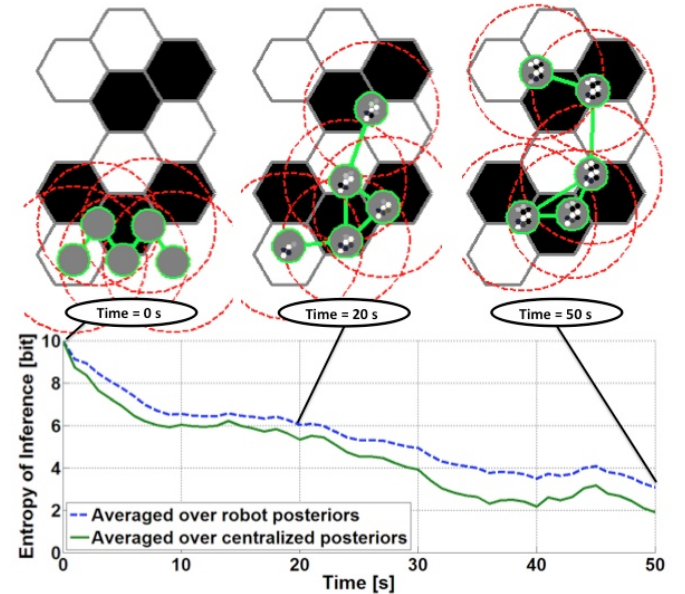 Time = 0 s
Time = 20 s
Time = 50 s
Entropy of Inference [bit]
10
8
6
4
2
0
Averaged over robot posteriors
Averaged over centralized posteriors
0
10
20
30
40
50
Time [s]